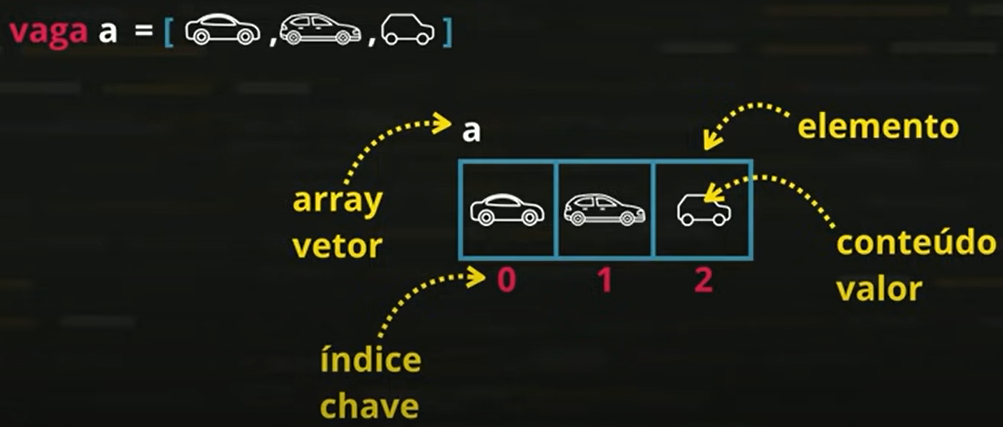 vaga a = [ , , ]
a
elemento
array
vetor
conteúdo
valor
0 1 2
índice
chave